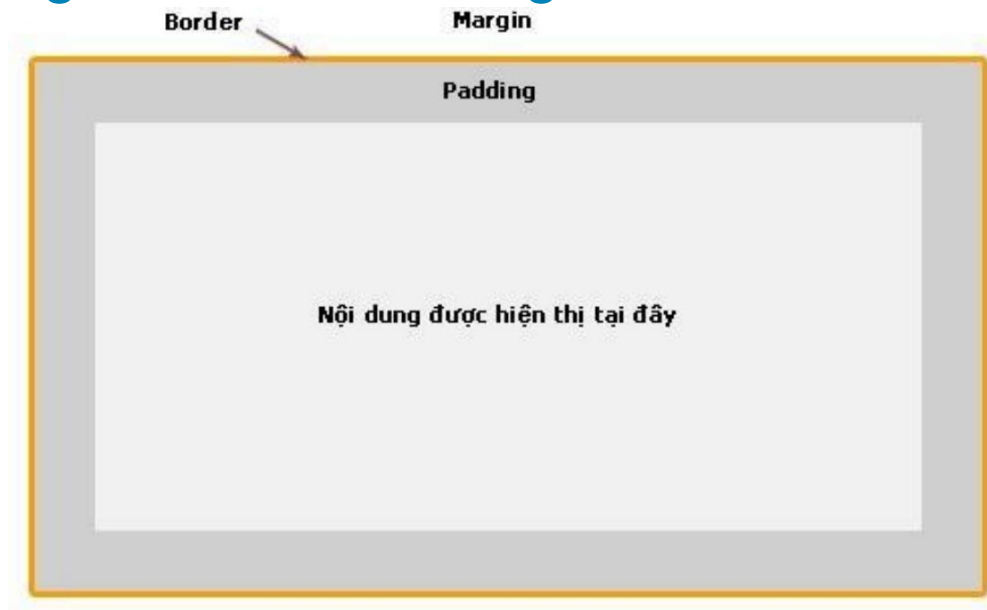 Border Margin
Padding
Nội dung được hiện thị tại đây